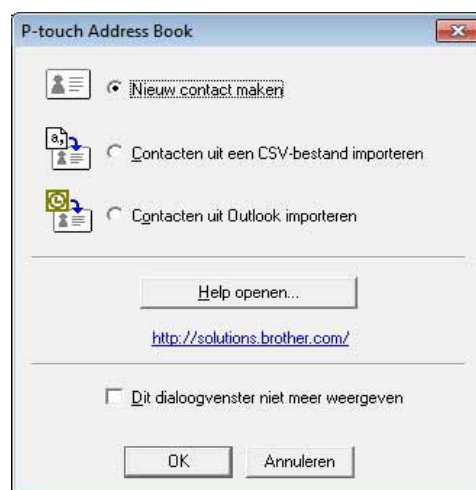 P-touch Address Book
Nieuw contact maken
a,
Contacten uit een CSV-bestand importeren
Contacten uit Outlook importeren
Help openen...
http://solutions.brother.com/
Dit dialoogvenster niet meer weergeven
OK
Annuleren